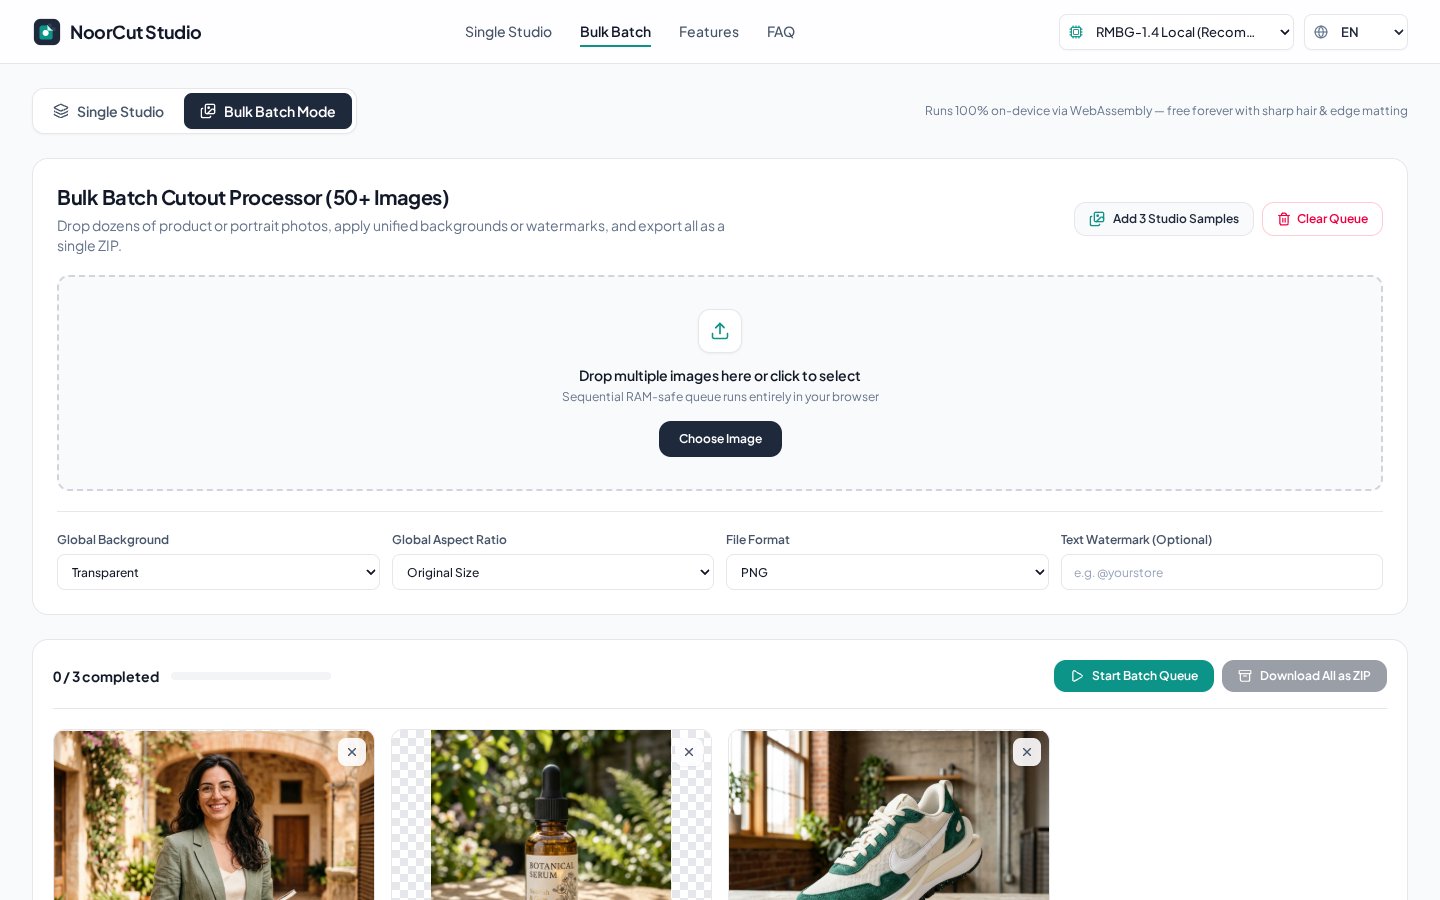 NoorCut Studio
Single Studio
Bulk Batch
Features
FAQ
RMBG-1.4 Local (Recom...
EN
Single Studio
Bulk Batch Mode
Runs 100% on-device via WebAssembly — free forever with sharp hair & edge matting
Bulk Batch Cutout Processor (50+ Images)
Drop dozens of product or portrait photos, apply unified backgrounds or watermarks, and export all as a
single ZIP.
Add 3 Studio Samples
Clear Queue
Drop multiple images here or click to select
Sequential RAM-safe queue runs entirely in your browser
Choose Image
Global Background
Global Aspect Ratio
File Format
Text Watermark (Optional)
Transparent
Original Size
PNG
e.g. @yourstore
0 / 3 completed
Start Batch Queue
Download All as ZIP
BOTANICAL
SERUM